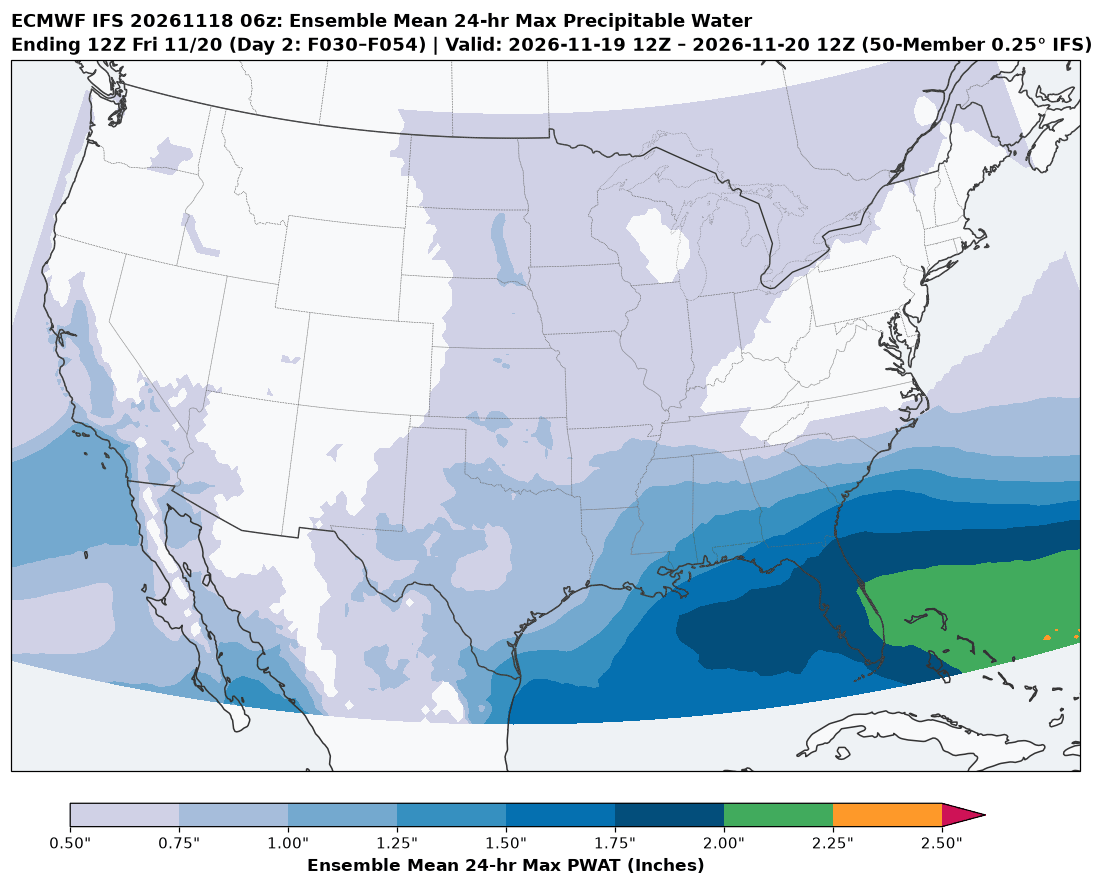 ECMWF IFS 20261118 06z: Ensemble Mean 24-hr Max Precipitable Water
Ending 12Z Fri 11/20 (Day 2: F030–F054) | Valid: 2026-11-19 12Z – 2026-11-20 12Z (50-Member 0.25° IFS)
0.50" 0.75" 1.00" 1.25" 1.50" 1.75" 2.00" 2.25" 2.50"
Ensemble Mean 24-hr Max PWAT (Inches)